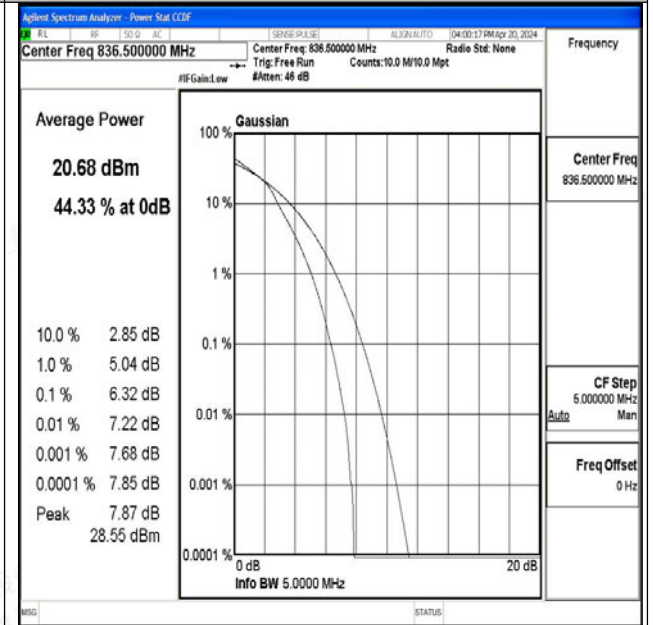 Agilent Spectrum Analyzer - Power Stat CCDF
RL RF 50 Ω AC SENSE:PULSE ALIGN AUTO 04:00:17 PM Apr 20, 2024
Center Freq 836.500000 MHz
Center Freq: 836.500000 MHz Radio Std: None
Trig: Free Run Counts:10.0 M/10.0 Mpt
#IFGain:Low #Atten: 46 dB
Average Power
20.68 dBm
44.33 % at 0dB
10.0 % 2.85 dB
1.0 % 5.04 dB
0.1 % 6.32 dB
0.01 % 7.22 dB
0.001 % 7.68 dB
0.0001 % 7.85 dB
Peak 7.87 dB
28.55 dBm
Gaussian
100 %
10 %
1 %
0.1 %
0.01 %
0.001 %
0.0001 %
0 dB 20 dB
Info BW 5.0000 MHz
Frequency
Center Freq
836.500000 MHz
CF Step
5.000000 MHz
Auto Man
Freq Offset
0 Hz
MSG STATUS